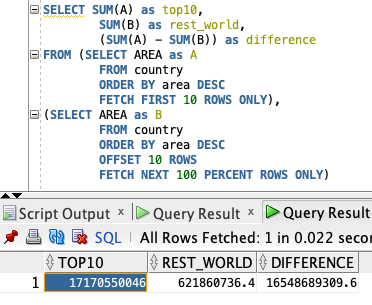 SELECT SUM(A) as top10,
SUM(B) as rest_world,
(SUM(A) - SUM(B)) as difference
FROM (SELECT AREA as A
FROM country
ORDER BY area DESC
FETCH FIRST 10 ROWS ONLY),
(SELECT AREA as B
FROM country
ORDER BY area DESC
OFFSET 10 ROWS
FETCH NEXT 100 PERCENT ROWS ONLY)
Script Output × Query Result × Query Result
SQL | All Rows Fetched: 1 in 0.022 secon
TOP10 REST_WORLD DIFFERENCE
1 17170550046 621860736.4 16548689309.6